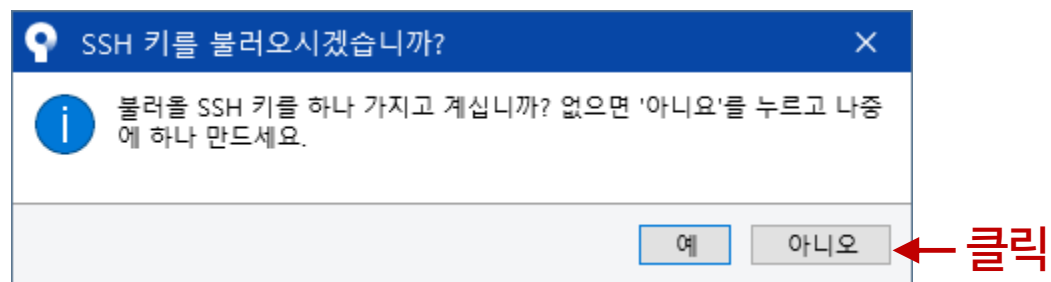 SSH 키를 불러오시겠습니까?
불러올 SSH 키를 하나 가지고 계십니까? 없으면 '아니요'를 누르고 나중
에 하나 만드세요.
예
아니오
클릭